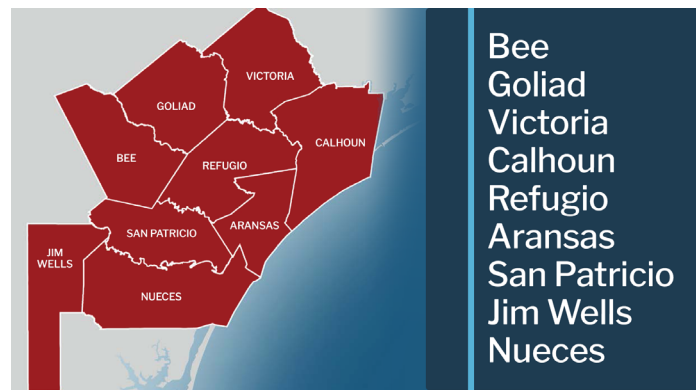 VICTORIA
GOLIAD
CALHOUN
BEE
REFUGIO
SAN PATRICIO
ARANSAS
JIM
WELLS
NUECES
Bee
Goliad
Victoria
Calhoun
Refugio
Aransas
San Patricio
Jim Wells
Nueces